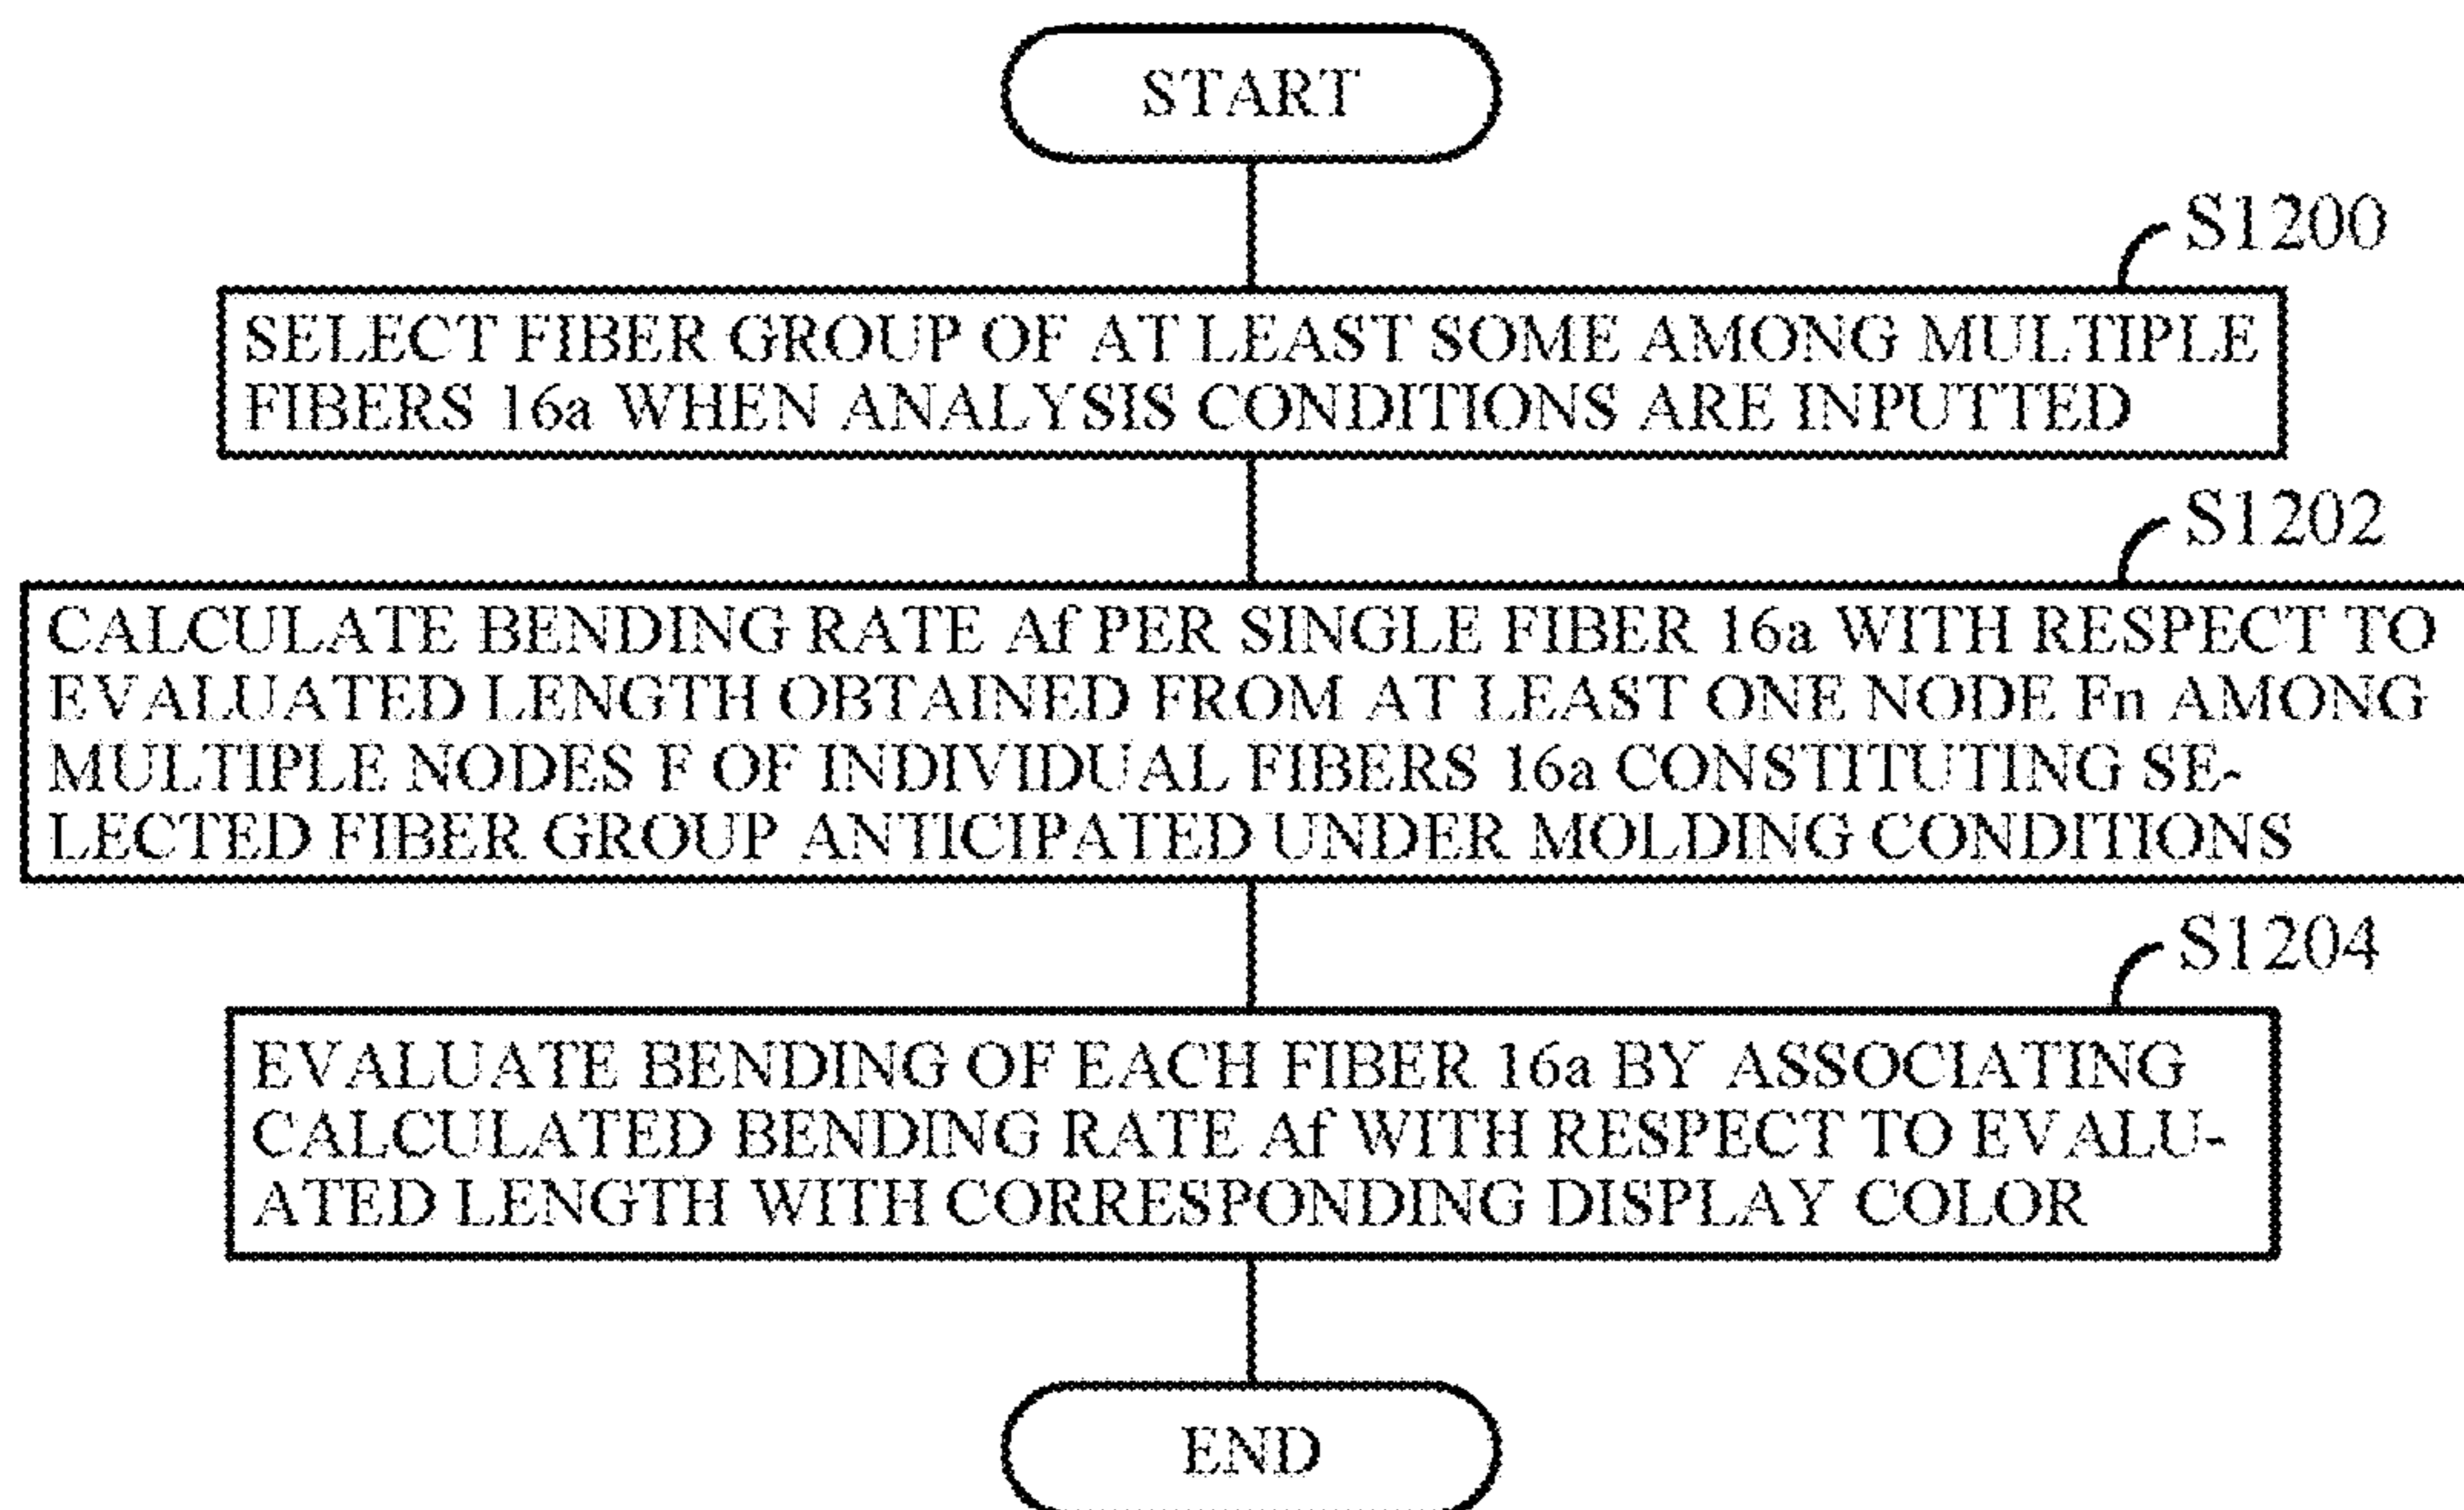 START
S1200
SELECT FIBER GROUP OF AT LEAST SOME AMONG MULTIPLE
FIBERS 16a WHEN ANALYSIS CONDITIONS ARE INPUTTED
S1202
CALCULATE BENDING RATE Af PER SINGLE FIBER 16a WITH RESPECT TO
EVALUATED LENGTH OBTAINED FROM AT LEAST ONE NODE Fn AMONG
MULTIPLE NODES F OF INDIVIDUAL FIBERS 16a CONSTITUTING SE-
LECTED FIBER GROUP ANTICIPATED UNDER MOLDING CONDITIONS
S1204
EVALUATE BENDING OF EACH FIBER 16a BY ASSOCIATING
CALCULATED BENDING RATE Af WITH RESPECT TO EVALU-
ATED LENGTH WITH CORRESPONDING DISPLAY COLOR
END